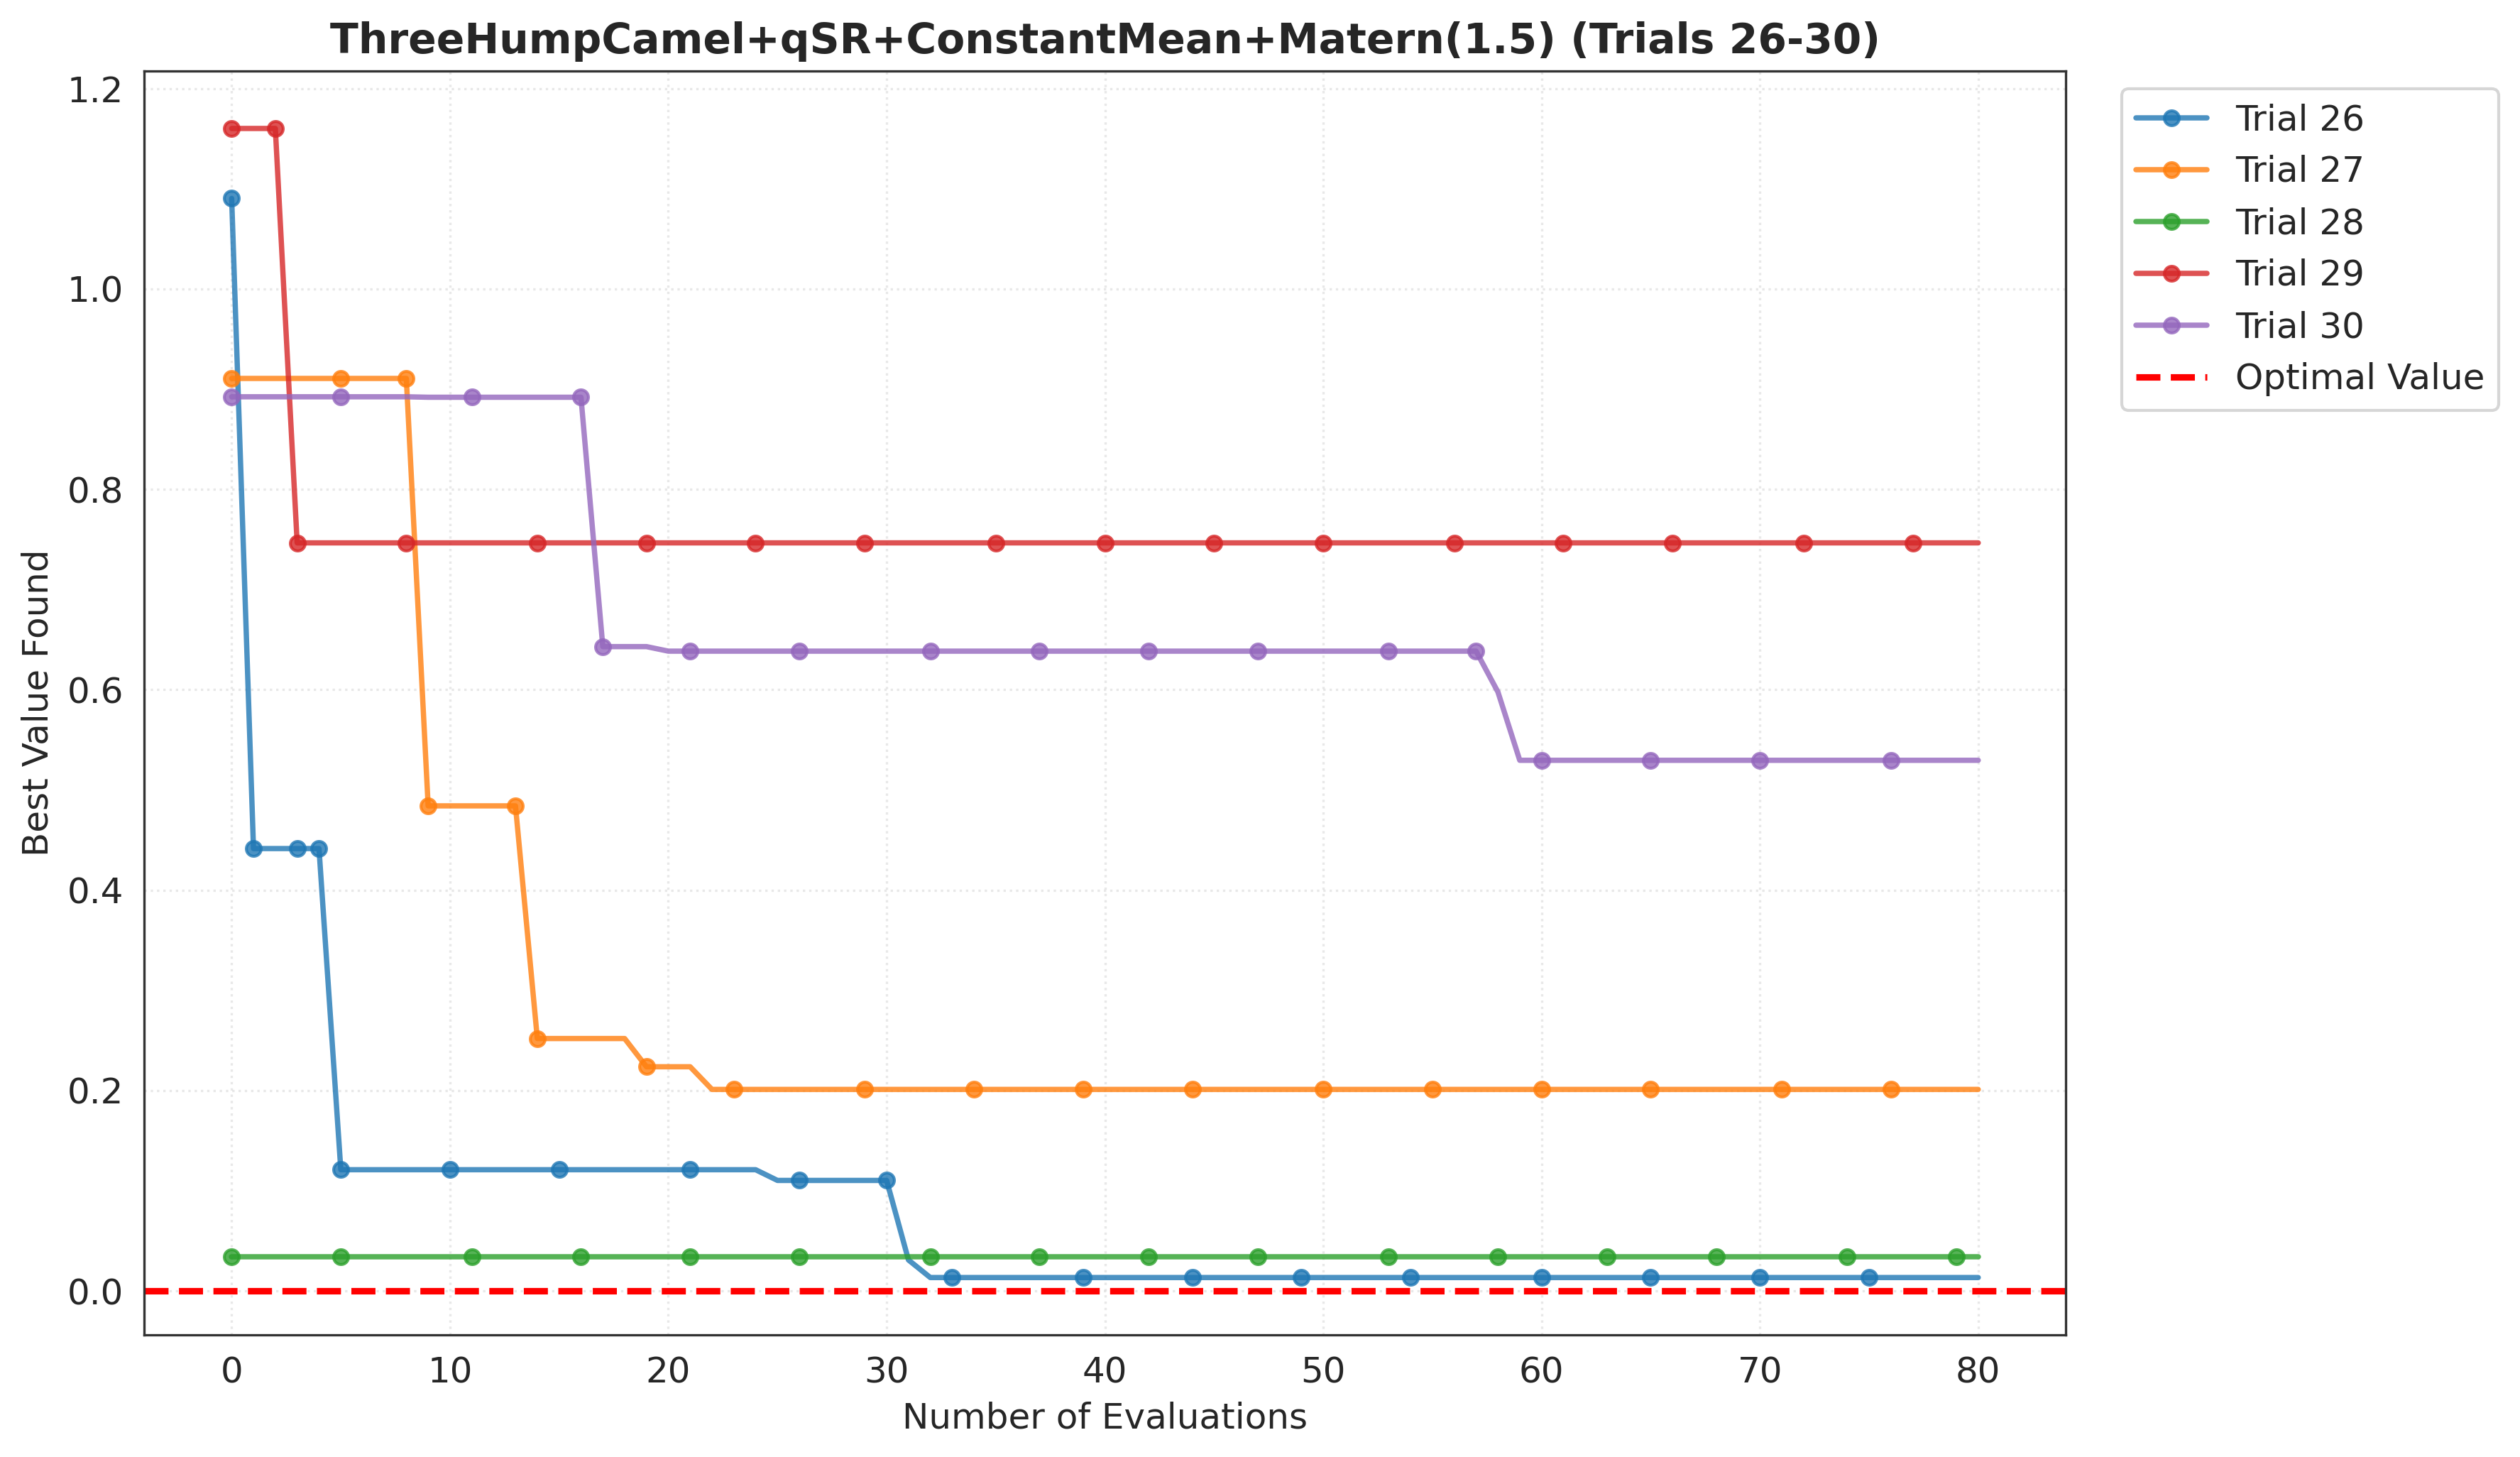 ThreeHumpCamel+qSR+ConstantMean+Matern(1.5) (Trials 26-30)
Best Value Found
1.2
1.0
0.8
0.6
0.4
0.2
0.0
0 10 20 30 40 50 60 70 80
Number of Evaluations
Trial 26
Trial 27
Trial 28
Trial 29
Trial 30
Optimal Value